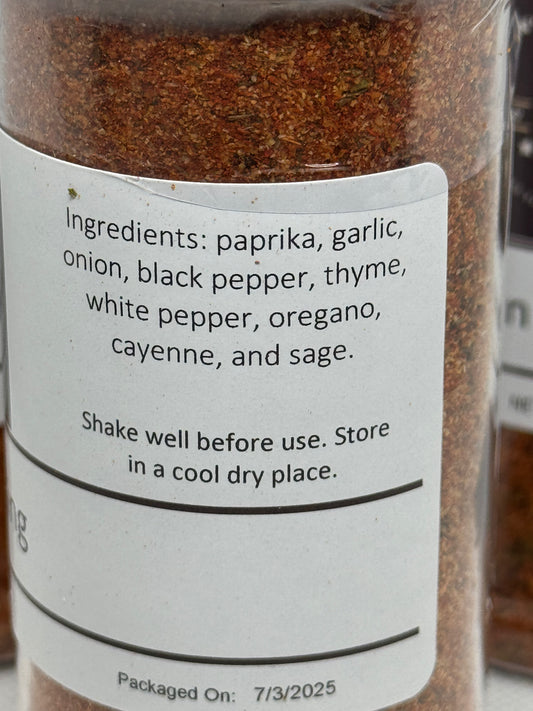 Ingredients: paprika, garlic,
onion, black pepper, thyme,
white pepper, oregano,
cayenne, and sage.
Shake well before use. Store
in a cool dry place.
Packaged On: 7/3/2025